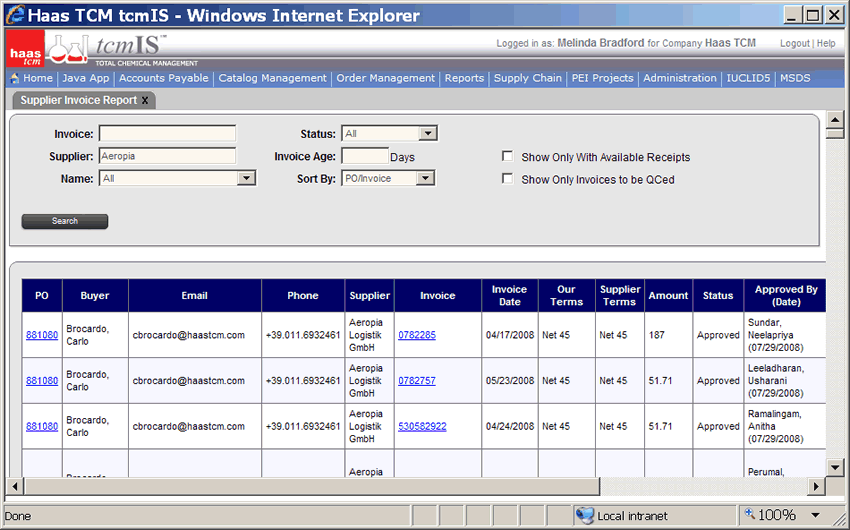 Haas TCM tcmIS - Windows Internet Explorer
haas tcm
tcmIS™
TOTAL CHEMICAL MANAGEMENT
Logged in as: Melinda Bradford for Company Haas TCM
Logout | Help
Home | Java App | Accounts Payable | Catalog Management | Order Management | Reports | Supply Chain | PEI Projects | Administration | IUCLID5 | MSDS
Supplier Invoice Report X
Invoice: Status: All
Supplier: Aeropia Invoice Age: Days Show Only With Available Receipts
Name: All Sort By: PO/Invoice Show Only Invoices to be QCed
Search
PO Buyer Email Phone Supplier Invoice Invoice Date Our Terms Supplier Terms Amount Status Approved By (Date)
881080 Brocardo, Carlo cbrocardo@haastcm.com +39.011.6932461 Aeropia Logistik GmbH 0782285 04/17/2008 Net 45 Net 45 187 Approved Sundar, Neelapriya (07/29/2008)
881080 Brocardo, Carlo cbrocardo@haastcm.com +39.011.6932461 Aeropia Logistik GmbH 0782757 05/23/2008 Net 45 Net 45 51.71 Approved Leeladharan, Usharani (07/29/2008)
881080 Brocardo, Carlo cbrocardo@haastcm.com +39.011.6932461 Aeropia Logistik GmbH 530582922 04/24/2008 Net 45 Net 45 51.71 Approved Ramalingam, Anitha (07/29/2008)
Brocardo, Aeropia Perumal,
Done Local intranet 100%